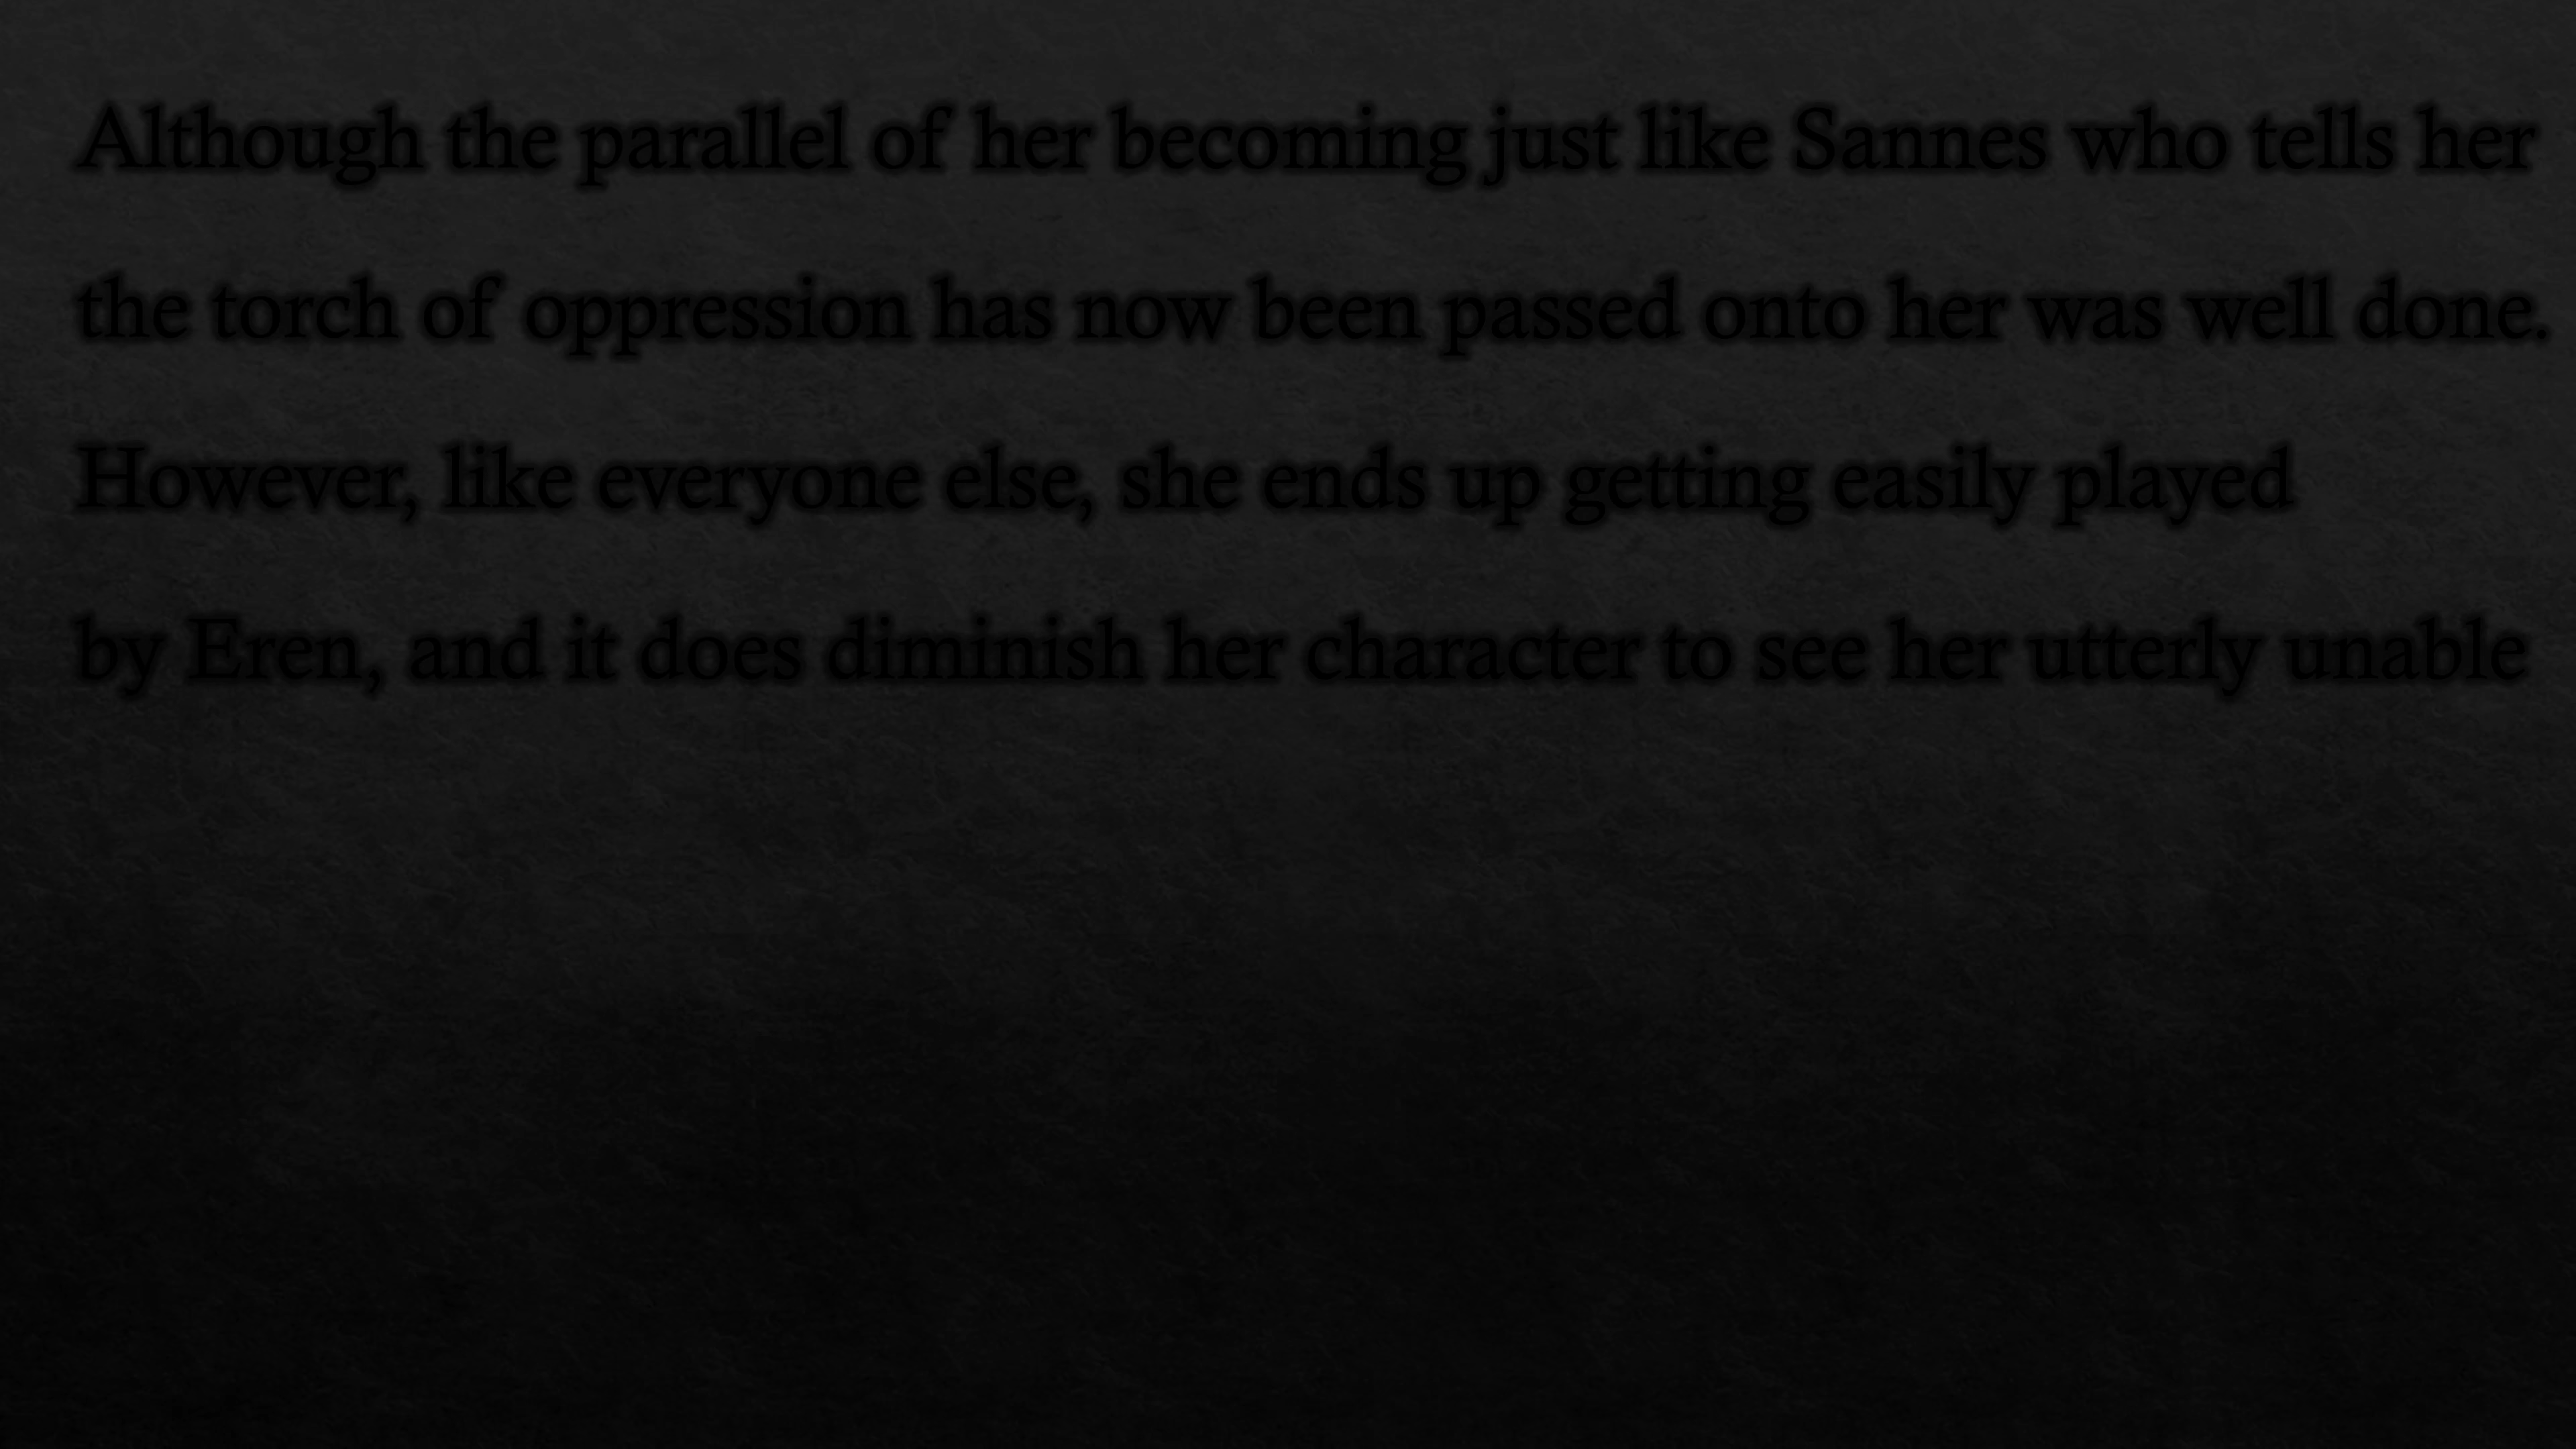 Although the parallel of her becoming just like Sannes who tells her
the torch of oppression has now been passed onto her was well done.
However, like everyone else, she ends up getting easily played
by Eren, and it does diminish her character to see her utterly unable